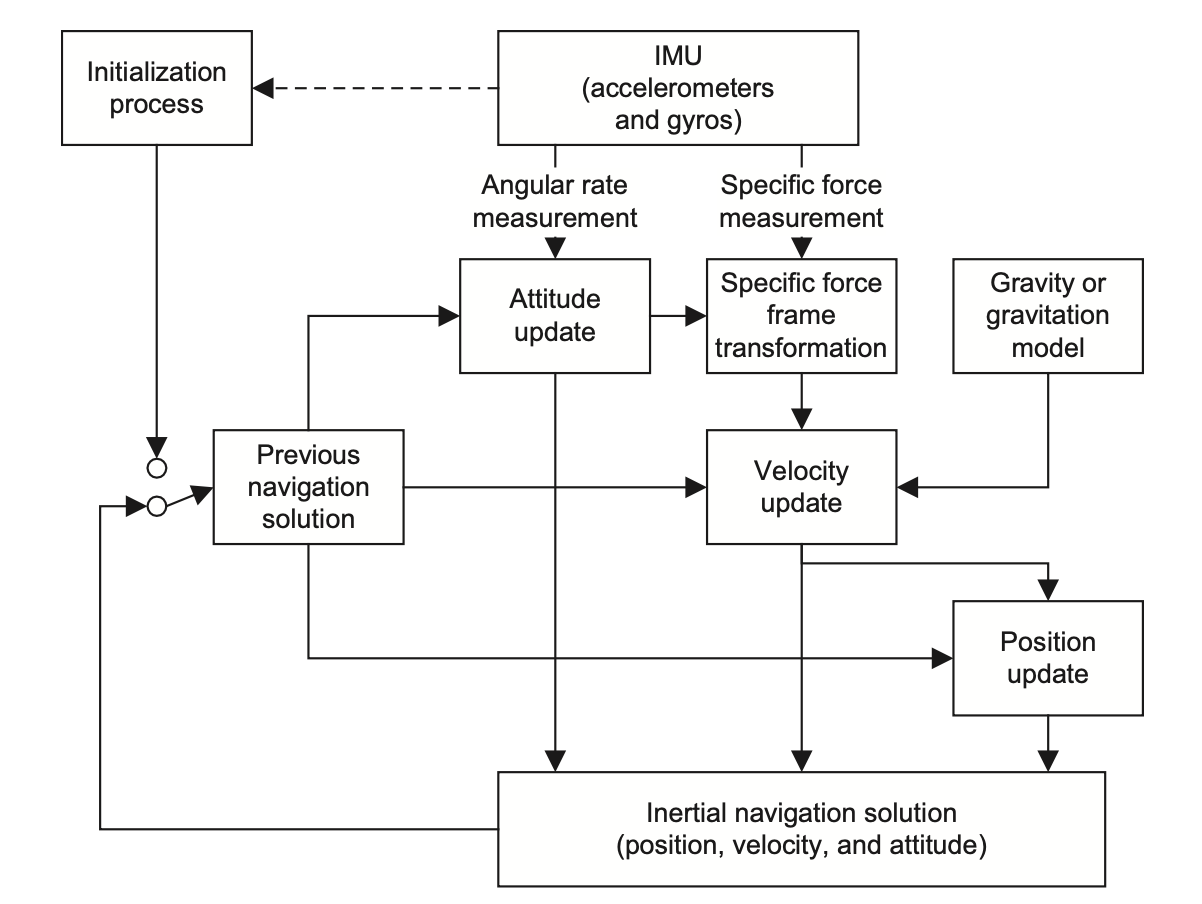 Initialization
process
IMU
(accelerometers
and gyros)
Angular rate
measurement
Specific force
measurement
Attitude
update
Specific force
frame
transformation
Gravity or
gravitation
model
Previous
navigation
solution
Velocity
update
Position
update
Inertial navigation solution
(position, velocity, and attitude)